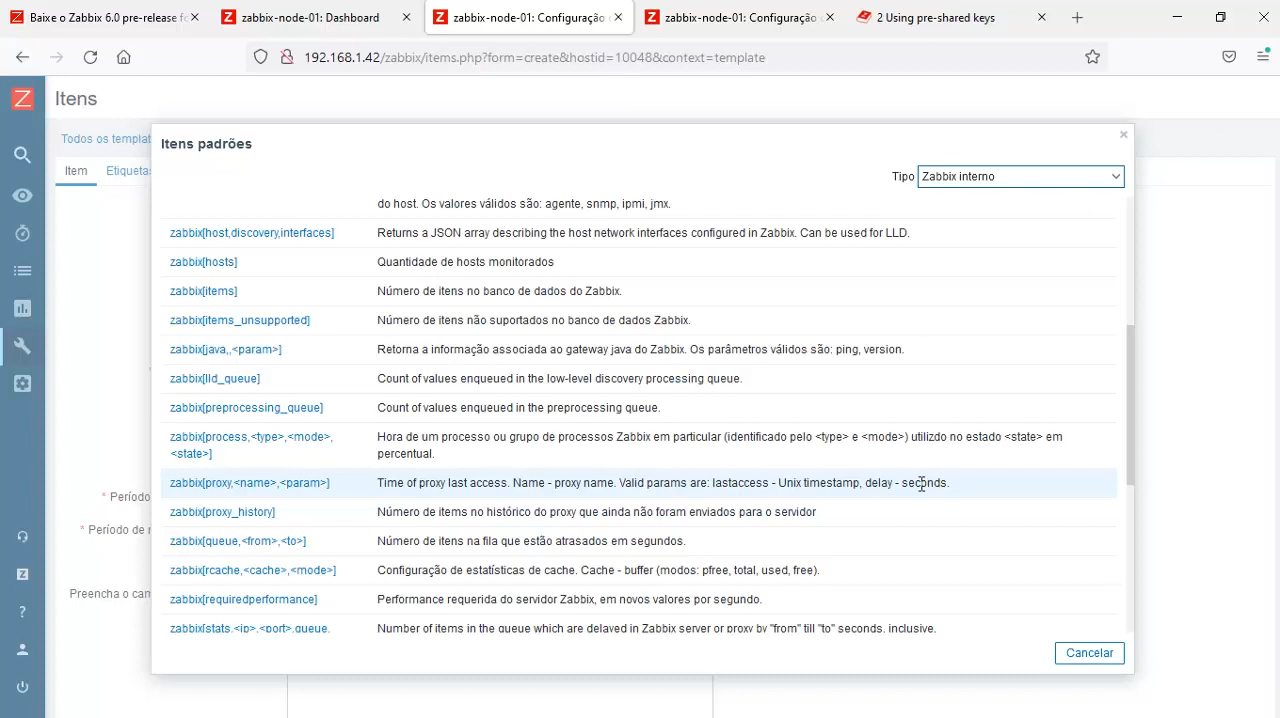 Baixe o Zabbix 6.0 pre-release fo
zabbix-node-01: Dashboard
zabbix-node-01: Configuração
zabbix-node-01: Configuração
2 Using pre-shared keys
192.168.1.42/zabbix/items.php?form=create&hostid=10048&context=template
Itens
Todos os templat
Item
Etiquetas
Itens padrões
Tipo
Zabbix interno
do host. Os valores válidos são: agente, snmp, ipmi, jmx.
zabbix[host,discovery,interfaces]
Returns a JSON array describing the host network interfaces configured in Zabbix. Can be used for LLD.
zabbix[hosts]
Quantidade de hosts monitorados
zabbix[items]
Número de itens no banco de dados do Zabbix.
zabbix[items_unsupported]
Número de itens não suportados no banco de dados Zabbix.
zabbix[java,,<param>]
Retorna a informação associada ao gateway java do Zabbix. Os parâmetros válidos são: ping, version.
zabbix[lld_queue]
Count of values enqueued in the low-level discovery processing queue.
zabbix[preprocessing_queue]
Count of values enqueued in the preprocessing queue.
zabbix[process,<type>,<mode>,
<state>]
Hora de um processo ou grupo de processos Zabbix em particular (identificado pelo <type> e <mode>) utilizdo no estado <state> em
percentual.
zabbix[proxy,<name>,<param>]
Time of proxy last access. Name - proxy name. Valid params are: lastaccess - Unix timestamp, delay - seconds.
zabbix[proxy_history]
Número de itens no histórico do proxy que ainda não foram enviados para o servidor
zabbix[queue,<from>,<to>]
Número de itens na fila que estão atrasados em segundos.
zabbix[rcache,<cache>,<mode>]
Configuração de estatísticas de cache. Cache - buffer (modos: pfree, total, used, free).
zabbix[requiredperformance]
Performance requerida do servidor Zabbix, em novos valores por segundo.
zabbix[stats,<ip>,<port>,queue,
Number of items in the queue which are delayed in Zabbix server or proxy by "from" till "to" seconds, inclusive.
* Período
* Período de r
Preencha o cam
Cancelar